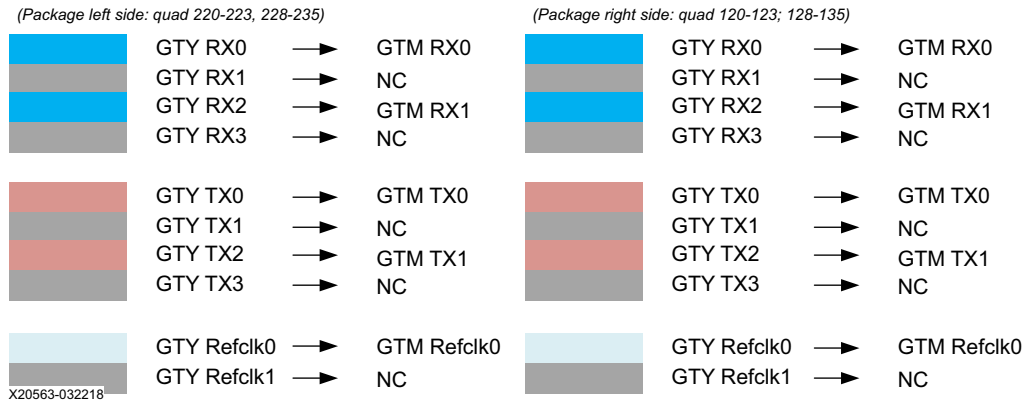 (Package left side: quad 220-223, 228-235)
GTY RX0 GTM RX0
GTY RX1 NC
GTY RX2 GTM RX1
GTY RX3 NC
GTY TX0 GTM TX0
GTY TX1 NC
GTY TX2 GTM TX1
GTY TX3 NC
GTY Refclk0 GTM Refclk0
GTY Refclk1 NC
X20563-032218
(Package right side: quad 120-123; 128-135)
GTY RX0 GTM RX0
GTY RX1 NC
GTY RX2 GTM RX1
GTY RX3 NC
GTY TX0 GTM TX0
GTY TX1 NC
GTY TX2 GTM TX1
GTY TX3 NC
GTY Refclk0 GTM Refclk0
GTY Refclk1 NC